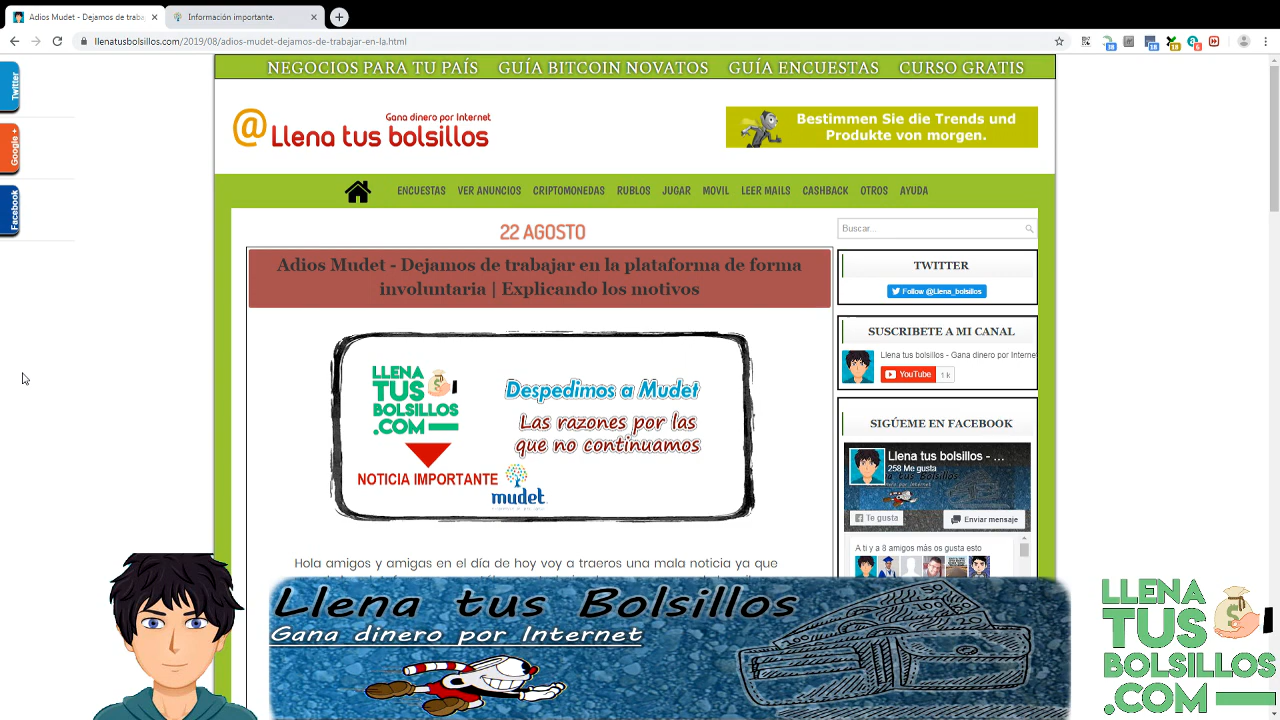 Adios Mudet - Dejamos de traba
Información importante.
llenatusbolsillos.com/2019/08/adios-mudet-dejamos-de-trabajar-en-la.html
Twitter
Google +
Facebook
NEGOCIOS PARA TU PAÍS GUÍA BITCOIN NOVATOS GUÍA ENCUESTAS CURSO GRATIS
Gana dinero por Internet
@Llena tus bolsillos
Bestimmen Sie die Trends und
Produkte von morgen.
ENCUESTAS VER ANUNCIOS CRIPTOMONEDAS RUBLOS JUGAR MOVIL LEER MAILS CASHBACK OTROS AYUDA
22 AGOSTO
Adios Mudet - Dejamos de trabajar en la plataforma de forma
involuntaria | Explicando los motivos
LLENA
TUS
BOLSILLOS
.COM
NOTICIA IMPORTANTE
Despedimos a Mudet
Las razones por las
que no continuamos
mudet
Hola amigos y amigas en el día de hoy voy a traeros una mala noticia ya que
Buscar...
TWITTER
Follow @Llena_bolsillos
SUSCRIBETE A MI CANAL
Llena tus bolsillos - Gana dinero por Interne
YouTube 1 k
SIGÚEME EN FACEBOOK
Llena tus bolsillos - ...
258 Me gusta
Te gusta
Enviar mensaje
A ti y a 8 amigos más os gusta esto
Llena tus Bolsillos
Gana dinero por Internet
LLENA
TUS
BOLSILLOS
.COM